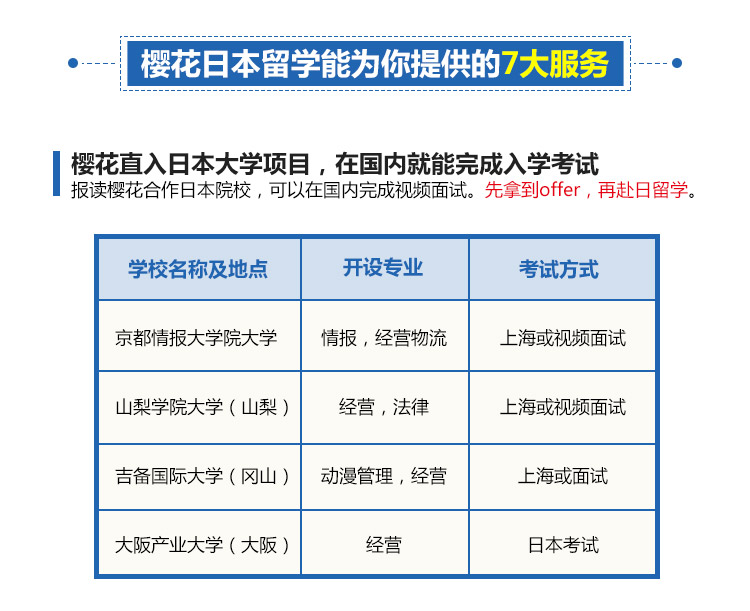 樱花日本留学能为你提供的7大服务
樱花直入日本大学项目，在国内就能完成入学考试
报读樱花合作日本院校，可以在国内完成视频面试。先拿到offer，再赴日留学。
学校名称及地点 开设专业 考试方式
京都情报大学院大学 情报，经营物流 上海或视频面试
山梨学院大学（山梨） 经营，法律 上海或视频面试
吉备国际大学（冈山） 动漫管理，经营 上海或面试
大阪产业大学（大阪） 经营 日本考试